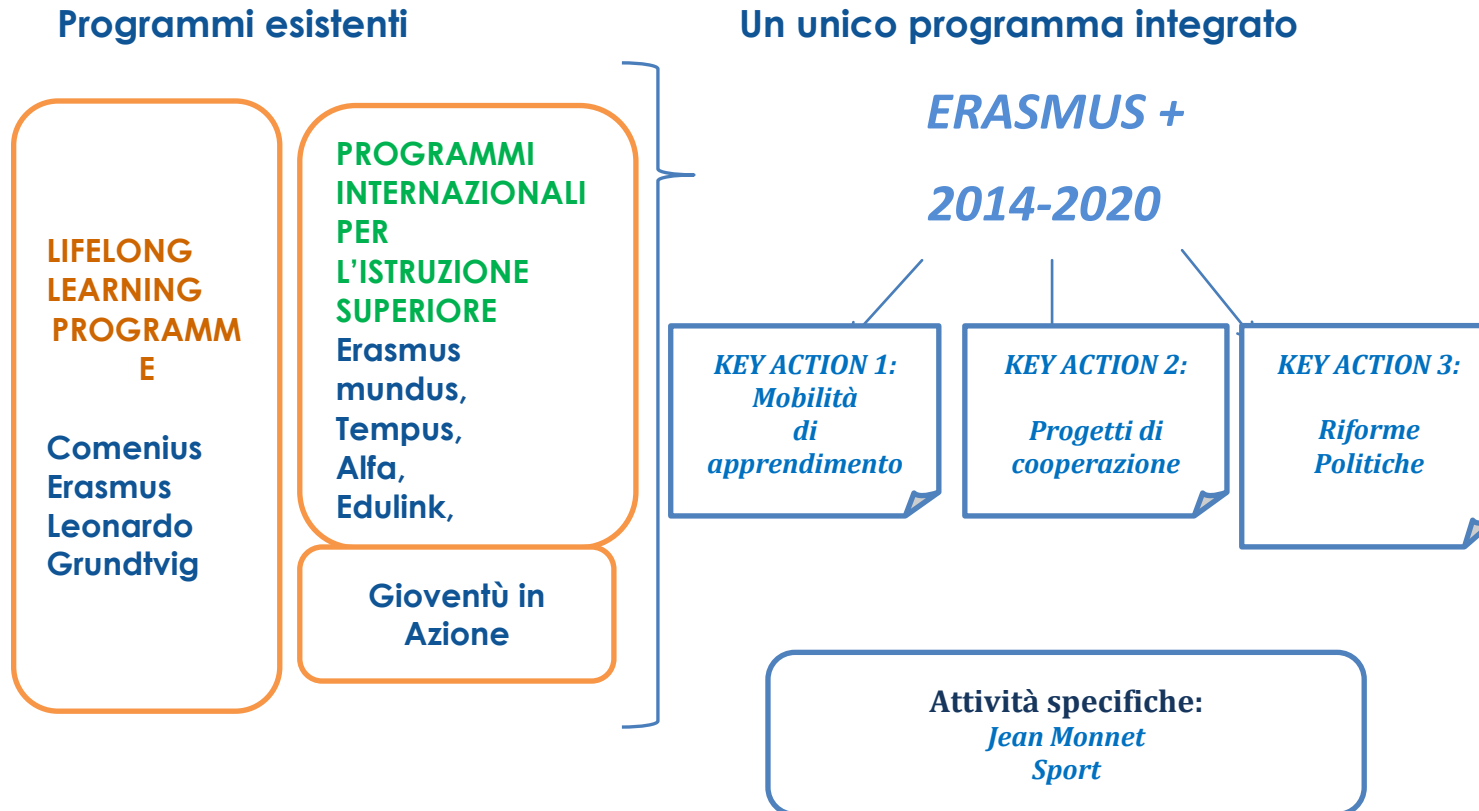 Programmi esistenti
Un unico programma integrato
LIFELONG
LEARNING
PROGRAMM
E
Comenius
Erasmus
Leonardo
Grundtvig
PROGRAMMI
INTERNAZIONALI
PER
L’ISTRUZIONE
SUPERIORE
Erasmus
mundus,
Tempus,
Alfa,
Edulink,
Gioventù in
Azione
ERASMUS +
2014-2020
KEY ACTION 1:
Mobilità
di
apprendimento
KEY ACTION 2:
Progetti di
cooperazione
KEY ACTION 3:
Riforme
Politiche
Attività specifiche:
Jean Monnet
Sport